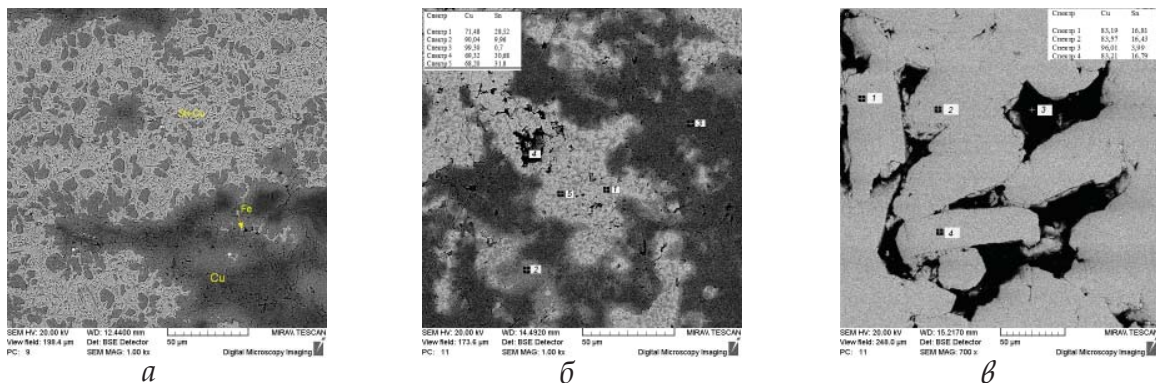 Sn-Cu
Fe
Cu
SEM HV: 20.00 kV WD: 12.4400 mm
View field: 198.4 µm Det: BSE Detector 50 µm
PC: 9 SEM MAG: 1.00 kx
MIRA\\ TESCAN
Digital Microscopy Imaging
а
Спектр Cu Sn
Спектр 1 71,48 28,52
Спектр 2 90,04 9,96
Спектр 3 99,30 0,7
Спектр 4 69,32 30,68
Спектр 5 68,20 31,8
4
3
5
1
2
SEM HV: 20.00 kV WD: 14.4920 mm
View field: 173.6 µm Det: BSE Detector 50 µm
PC: 11 SEM MAG: 1.00 kx
MIRA\\ TESCAN
Digital Microscopy Imaging
б
Спектр Cu Sn
Спектр 1 83,19 16,81
Спектр 2 83,57 16,43
Спектр 3 96,01 3,99
Спектр 4 83,21 16,79
1
2
3
4
SEM HV: 20.00 kV WD: 15.2170 mm
View field: 248.0 µm Det: BSE Detector 50 µm
PC: 11 SEM MAG: 700 x
MIRA\\ TESCAN
Digital Microscopy Imaging
в